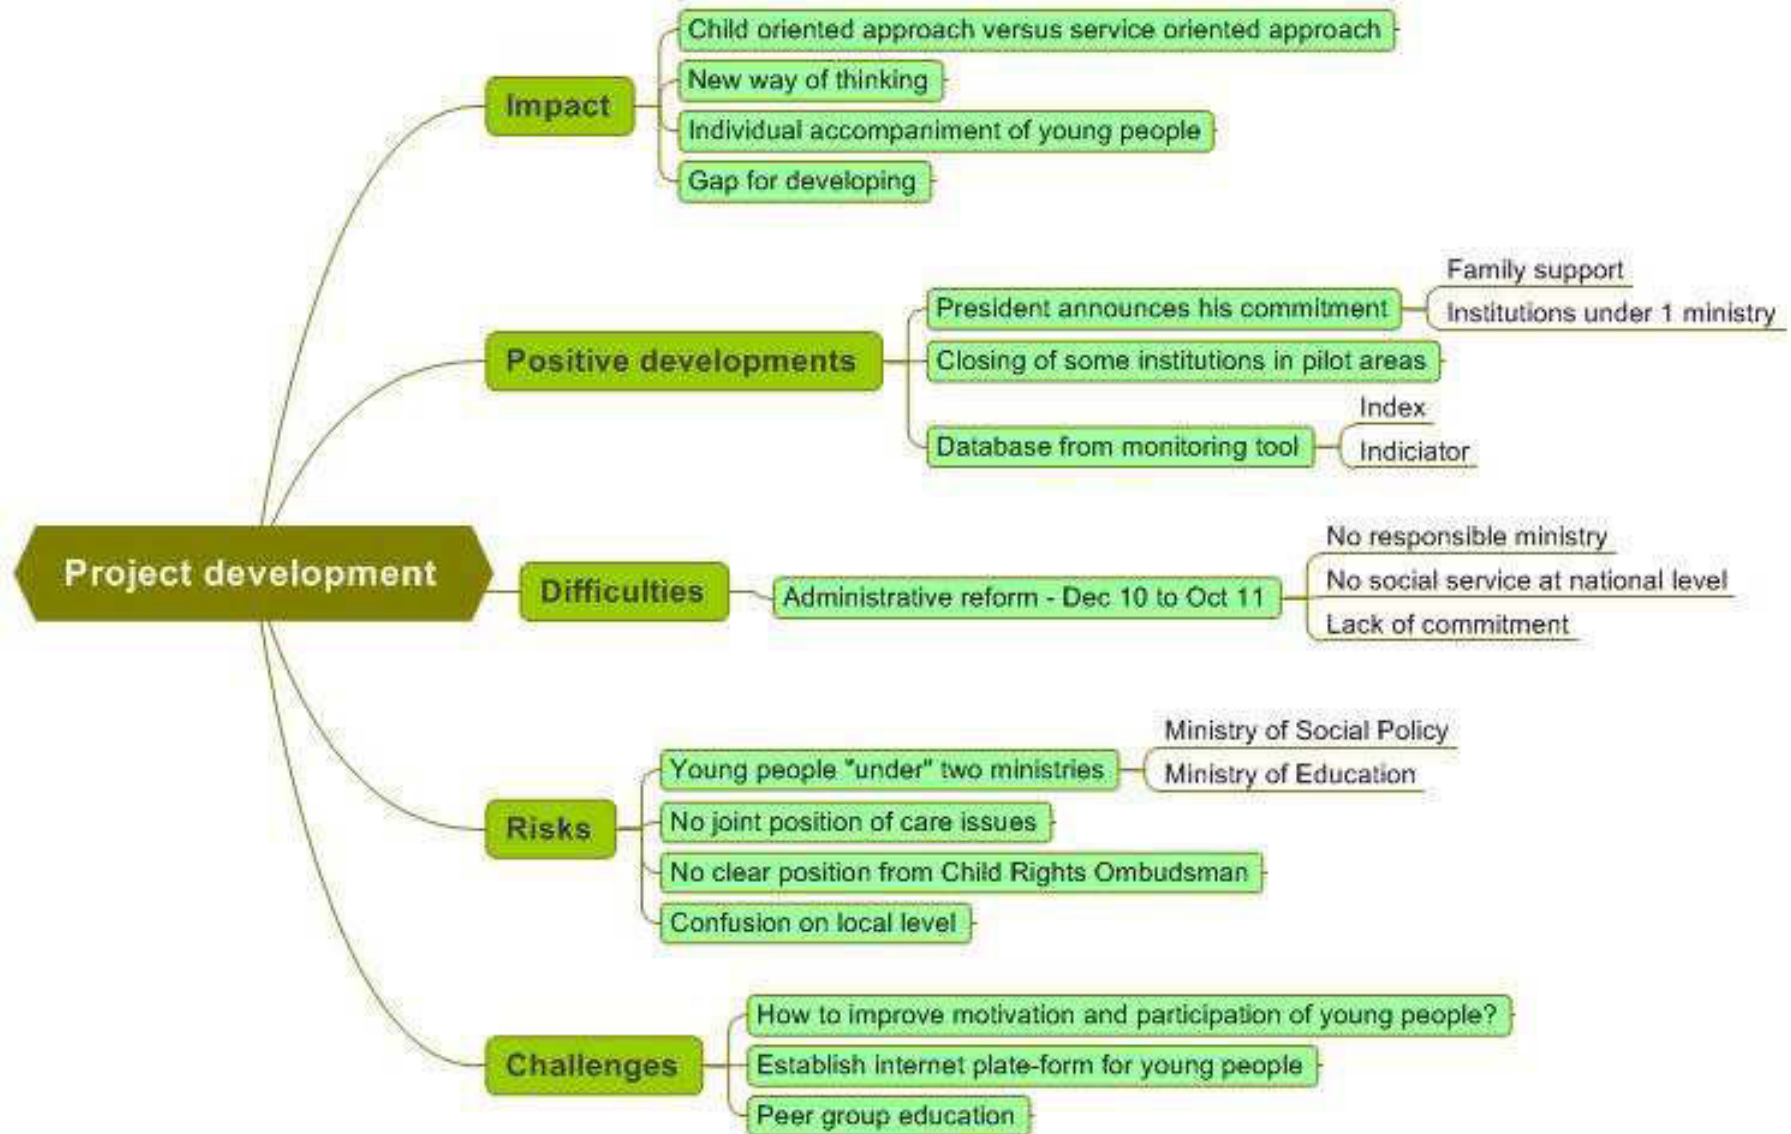 Project development
Impact
Child oriented approach versus service oriented approach
New way of thinking
Individual accompaniment of young people
Gap for developing
Positive developments
President announces his commitment
Family support
Institutions under 1 ministry
Closing of some institutions in pilot areas
Database from monitoring tool
Index
Indiciator
Difficulties
Administrative reform - Dec 10 to Oct 11
No responsible ministry
No social service at national level
Lack of commitment
Risks
Young people "under" two ministries
Ministry of Social Policy
Ministry of Education
No joint position of care issues
No clear position from Child Rights Ombudsman
Confusion on local level
Challenges
How to improve motivation and participation of young people?
Establish internet plate-form for young people
Peer group education